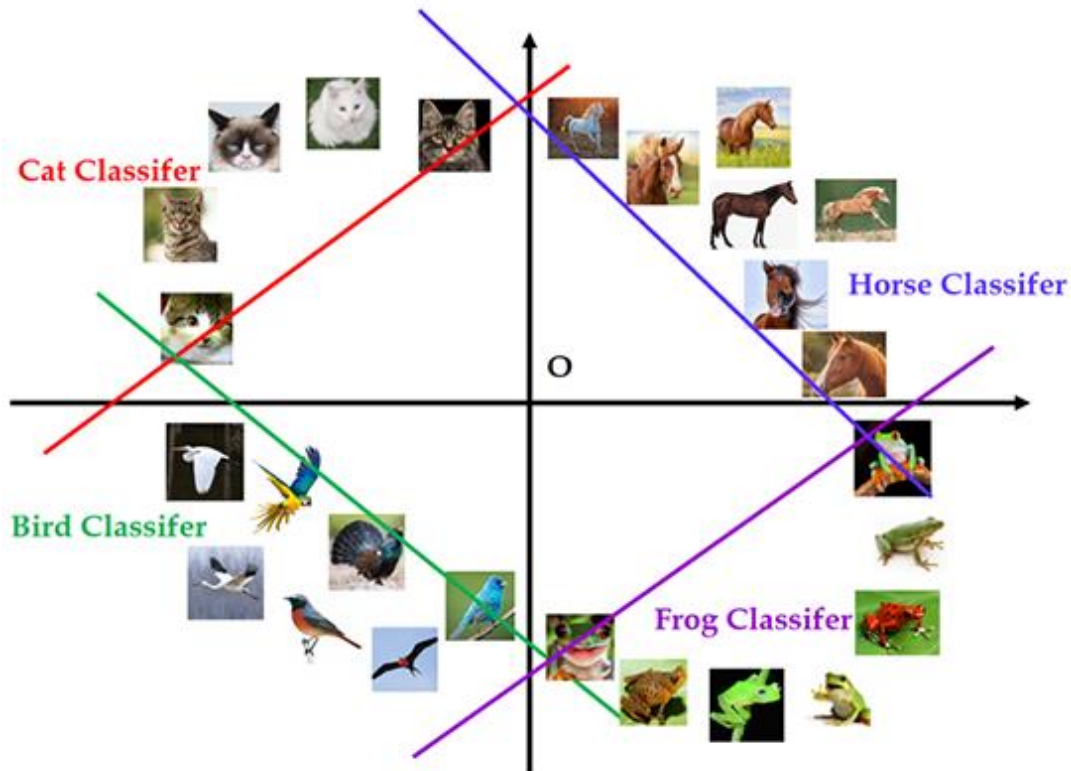 Cat Classifer
Horse Classifer
O
Bird Classifer
Frog Classifer